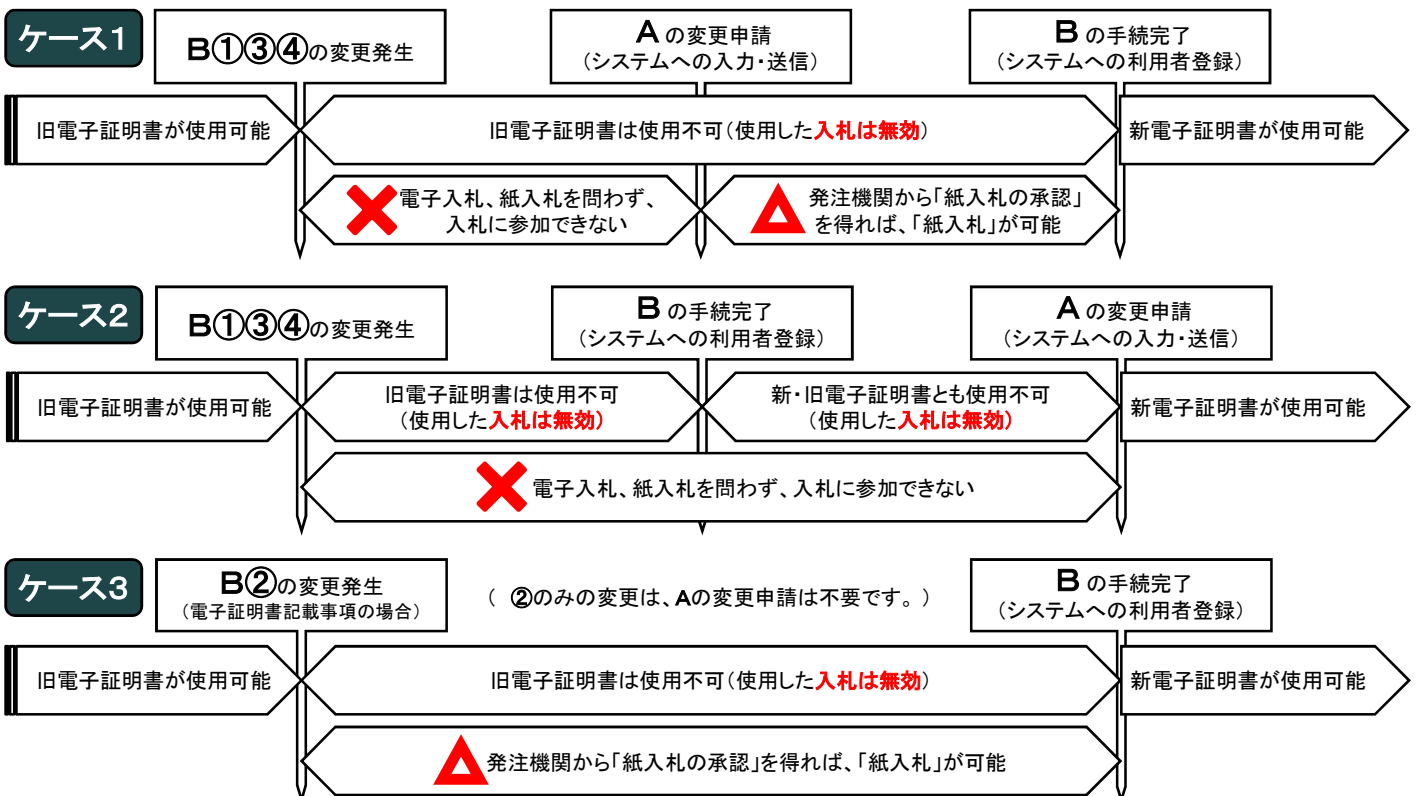 ケース1
B①③④の変更発生
Aの変更申請
(システムへの入力・送信)
Bの手続完了
(システムへの利用者登録)
旧電子証明書が使用可能
旧電子証明書は使用不可(使用した入札は無効)
新電子証明書が使用可能
電子入札、紙入札を問わず、
入札に参加できない
発注機関から「紙入札の承認」
を得れば、「紙入札」が可能
ケース2
B①③④の変更発生
Bの手続完了
(システムへの利用者登録)
Aの変更申請
(システムへの入力・送信)
旧電子証明書が使用可能
旧電子証明書は使用不可
(使用した入札は無効)
新・旧電子証明書とも使用不可
(使用した入札は無効)
新電子証明書が使用可能
電子入札、紙入札を問わず、入札に参加できない
ケース3
B②の変更発生
(電子証明書記載事項の場合)
( ②のみの変更は、Aの変更申請は不要です。)
Bの手続完了
(システムへの利用者登録)
旧電子証明書が使用可能
旧電子証明書は使用不可(使用した入札は無効)
新電子証明書が使用可能
発注機関から「紙入札の承認」を得れば、「紙入札」が可能